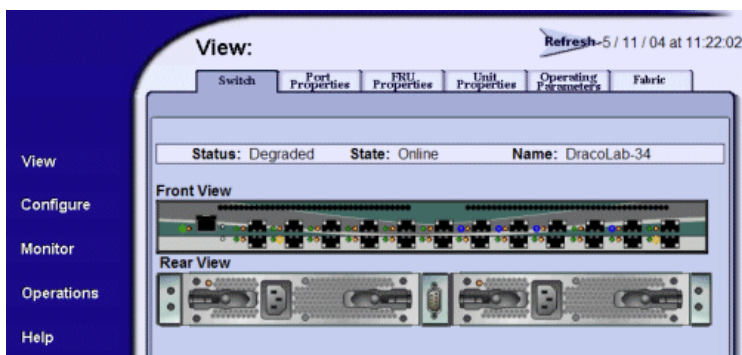 View:
Refresh 5 / 11 / 04 at 11:22:02
Switch
Port Properties
FRU Properties
Unit Properties
Operating Parameters
Fabric
Status: Degraded State: Online Name: DracoLab-34
View
Front View
Configure
Monitor
Rear View
Operations
Help